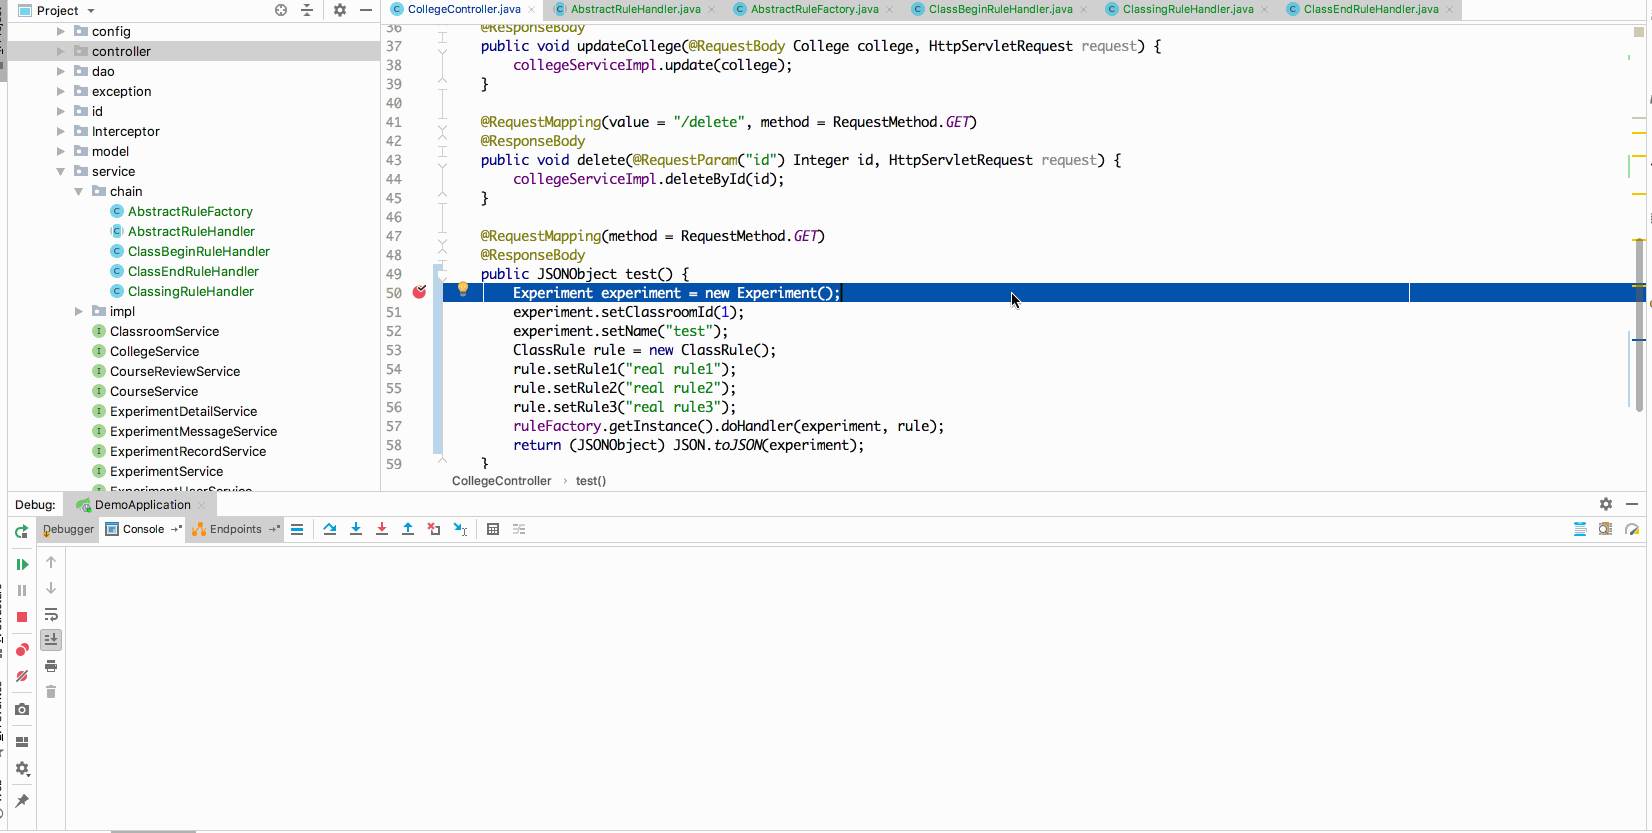 Project
CollegeController.java
AbstractRuleHandler.java
AbstractRuleFactory.java
ClassBeginRuleHandler.java
ClassingRuleHandler.java
ClassEndRuleHandler.java
config
controller
dao
exception
id
Interceptor
model
service
chain
AbstractRuleFactory
AbstractRuleHandler
ClassBeginRuleHandler
ClassEndRuleHandler
ClassingRuleHandler
impl
ClassroomService
CollegeService
CourseReviewService
CourseService
ExperimentDetailService
ExperimentMessageService
ExperimentRecordService
ExperimentService
ExperimentUserService
36 @ResponseBody
37 public void updateCollege(@RequestBody College college, HttpServletRequest request) {
38 collegeServiceImpl.update(college);
39 }
40
41 @RequestMapping(value = "/delete", method = RequestMethod.GET)
42 @ResponseBody
43 public void delete(@RequestParam("id") Integer id, HttpServletRequest request) {
44 collegeServiceImpl.deleteById(id);
45 }
46
47 @RequestMapping(method = RequestMethod.GET)
48 @ResponseBody
49 public JSONObject test() {
50 Experiment experiment = new Experiment();
51 experiment.setClassroomId(1);
52 experiment.setName("test");
53 ClassRule rule = new ClassRule();
54 rule.setRule1("real rule1");
55 rule.setRule2("real rule2");
56 rule.setRule3("real rule3");
57 ruleFactory.getInstance().doHandler(experiment, rule);
58 return (JSONObject) JSON.toJSON(experiment);
59 }
CollegeController › test()
Debug: DemoApplication
Debugger Console Endpoints